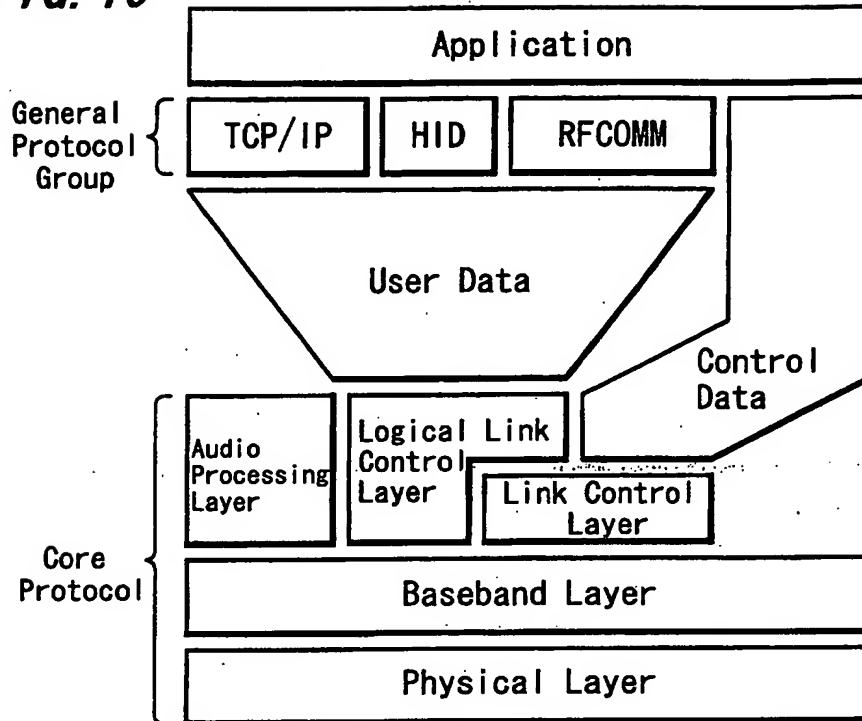 Application
General
Protocol
Group
TCP/IP
HID
RFCOMM
User Data
Control
Data
Audio
Processing
Layer
Logical Link
Control
Layer
Link Control
Layer
Core
Protocol
Baseband Layer
Physical Layer